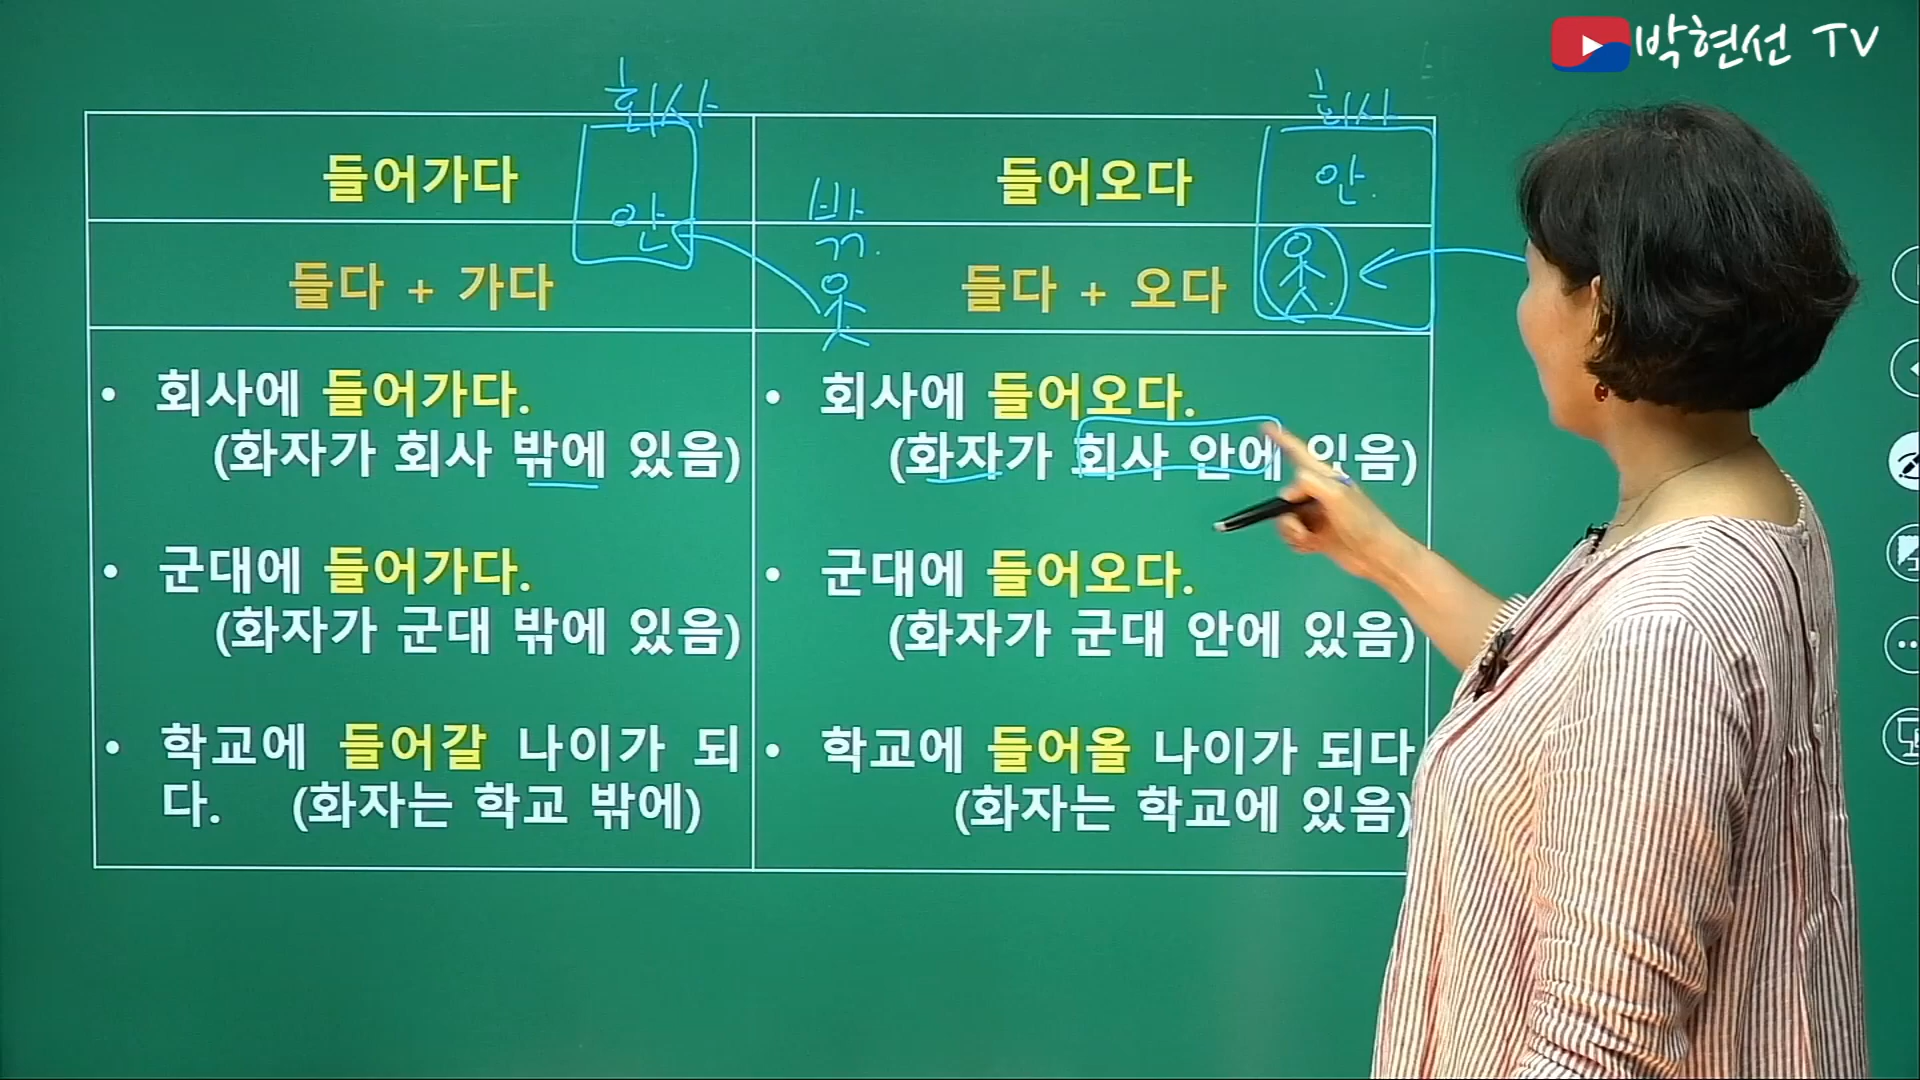 박현선 TV
회사
회사
들어가다
들어오다
안
안
밖
들다 + 가다
들다 + 오다
• 회사에 들어가다.
(화자가 회사 밖에 있음)
• 군대에 들어가다.
(화자가 군대 밖에 있음)
• 학교에 들어갈 나이가 되
다. (화자는 학교 밖에)
• 회사에 들어오다.
(화자가 회사 안에 있음)
• 군대에 들어오다.
(화자가 군대 안에 있음)
• 학교에 들어올 나이가 되다
(화자는 학교에 있음)